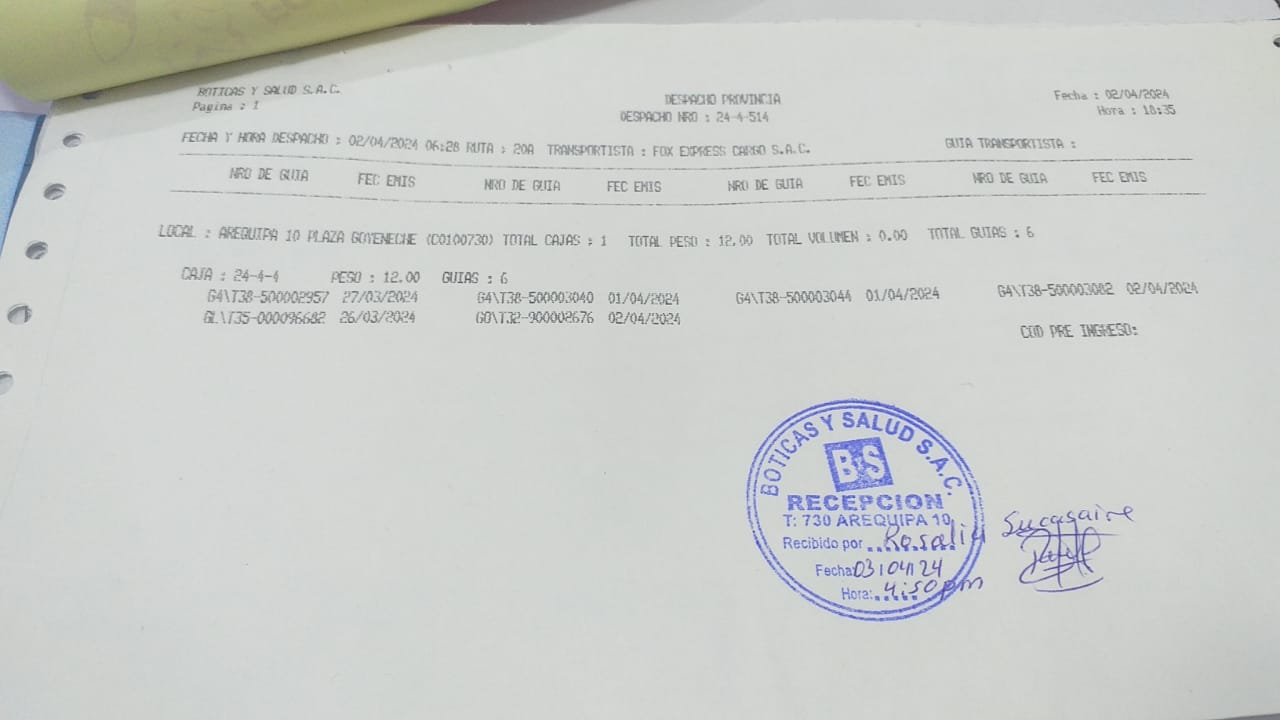 BOTICAS Y SALUD S.A.C.
Pagina : 1
DESPACHO PROVINCIA
DESPACHO NRO : 24-4-514
Fecha : 02/04/2024
Hora : 18:35
FECHA Y HORA DESPACHO : 02/04/2024 06:28 RUTA : 20A TRANSPORTISTA : FOX EXPRESS CARGO S.A.C. GUIA TRANSPORTISTA :
NRO DE GUIA FEC EMIS NRO DE GUIA FEC EMIS NRO DE GUIA FEC EMIS NRO DE GUIA FEC EMIS
LOCAL : AREQUIPA 10 PLAZA GOYENECHE (C0100730) TOTAL CAJAS : 1 TOTAL PESO : 12.00 TOTAL VOLUMEN : 0.00 TOTAL GUIAS : 6
CAJA : 24-4-4 PESO : 12.00 GUIAS : 6
G4\T38-500002957 27/03/2024 G4\T38-500003040 01/04/2024 G4\T38-500003044 01/04/2024 G4\T38-500003082 02/04/2024
GL\T35-000096682 26/03/2024 GO\T32-900002676 02/04/2024
COD PRE INGRESO:
BOTICAS Y SALUD S.A.C.
BS
RECEPCION
T: 730 AREQUIPA 10
Recibido por Rosalia Sucasaire
Fecha: 03/04/24
Hora: 4:50 pm